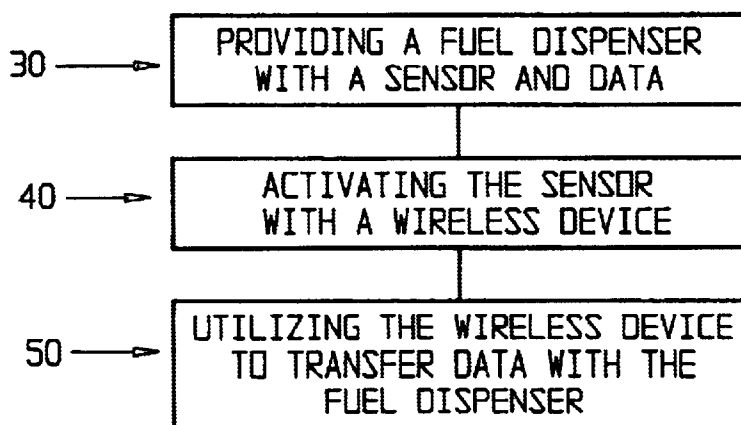 30
PROVIDING A FUEL DISPENSER
WITH A SENSOR AND DATA
40
ACTIVATING THE SENSOR
WITH A WIRELESS DEVICE
50
UTILIZING THE WIRELESS DEVICE
TO TRANSFER DATA WITH THE
FUEL DISPENSER